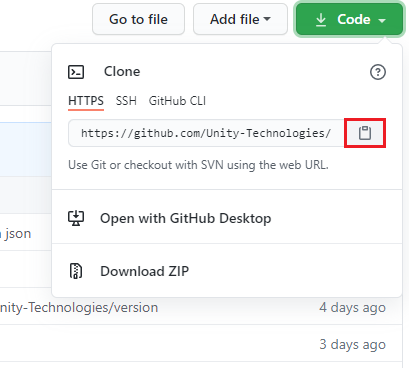 Go to file
Add file
Code
Clone
HTTPS SSH GitHub CLI
https://github.com/Unity-Technologies/
Use Git or checkout with SVN using the web URL.
Open with GitHub Desktop
json
Download ZIP
nity-Technologies/version
4 days ago
3 days ago